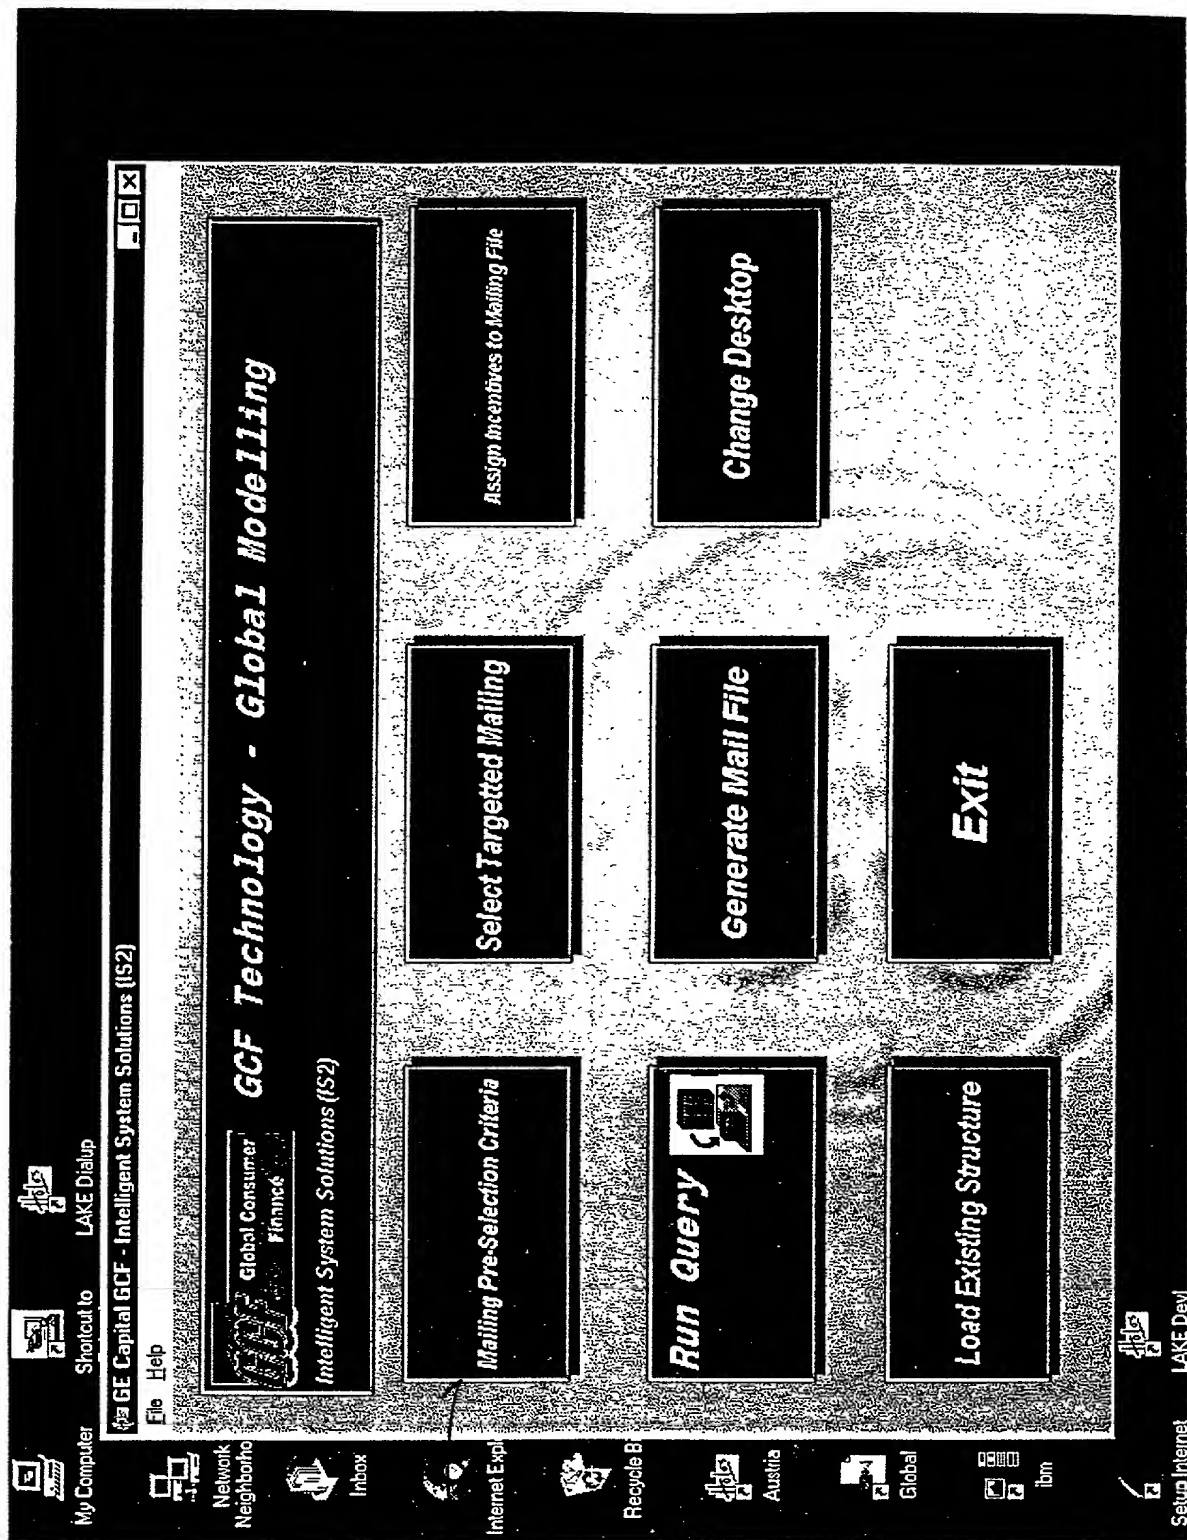 My Computer
Shortcut to
LAKE Dialup
GE Capital GCF - Intelligent System Solutions (IS2)
File Help
Network
Neighborho
Inbox
Internet Expl
Recycle B
Austria
Global
ibm
Setup Internet
LAKE Devl
Global Consumer
Finance
GCF Technology - Global Modelling
Intelligent System Solutions (IS2)
Mailing Pre-Selection Criteria
Select Targetted Mailing
Assign Incentives to Mailing File
Run Query
Generate Mail File
Change Desktop
Load Existing Structure
Exit